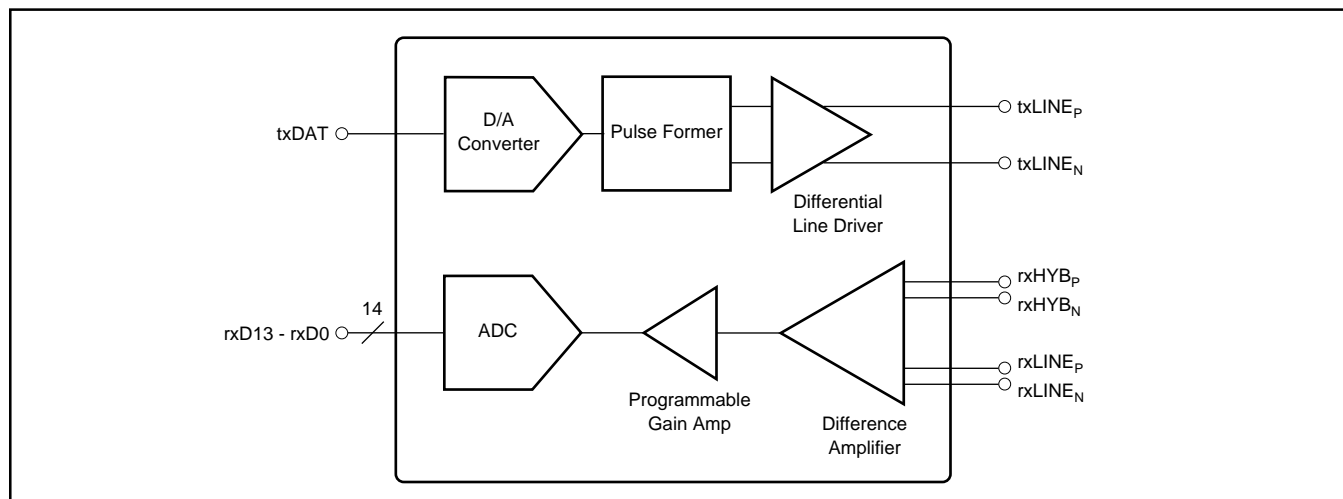 txDAT
D/A
Converter
Pulse Former
Differential
Line Driver
txLINEP
txLINEN
rxD13 - rxD0
14
ADC
Programmable
Gain Amp
Difference
Amplifier
rxHYBP
rxHYBN
rxLINEP
rxLINEN